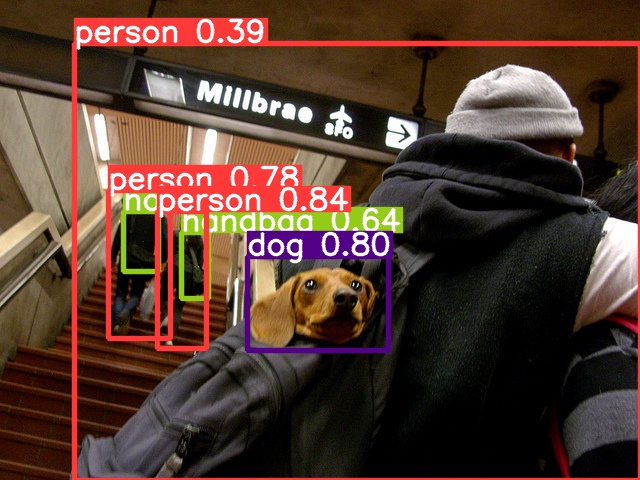 person 0.39
Millbrae
SFO
person 0.78
person 0.84
handbag 0.64
dog 0.80